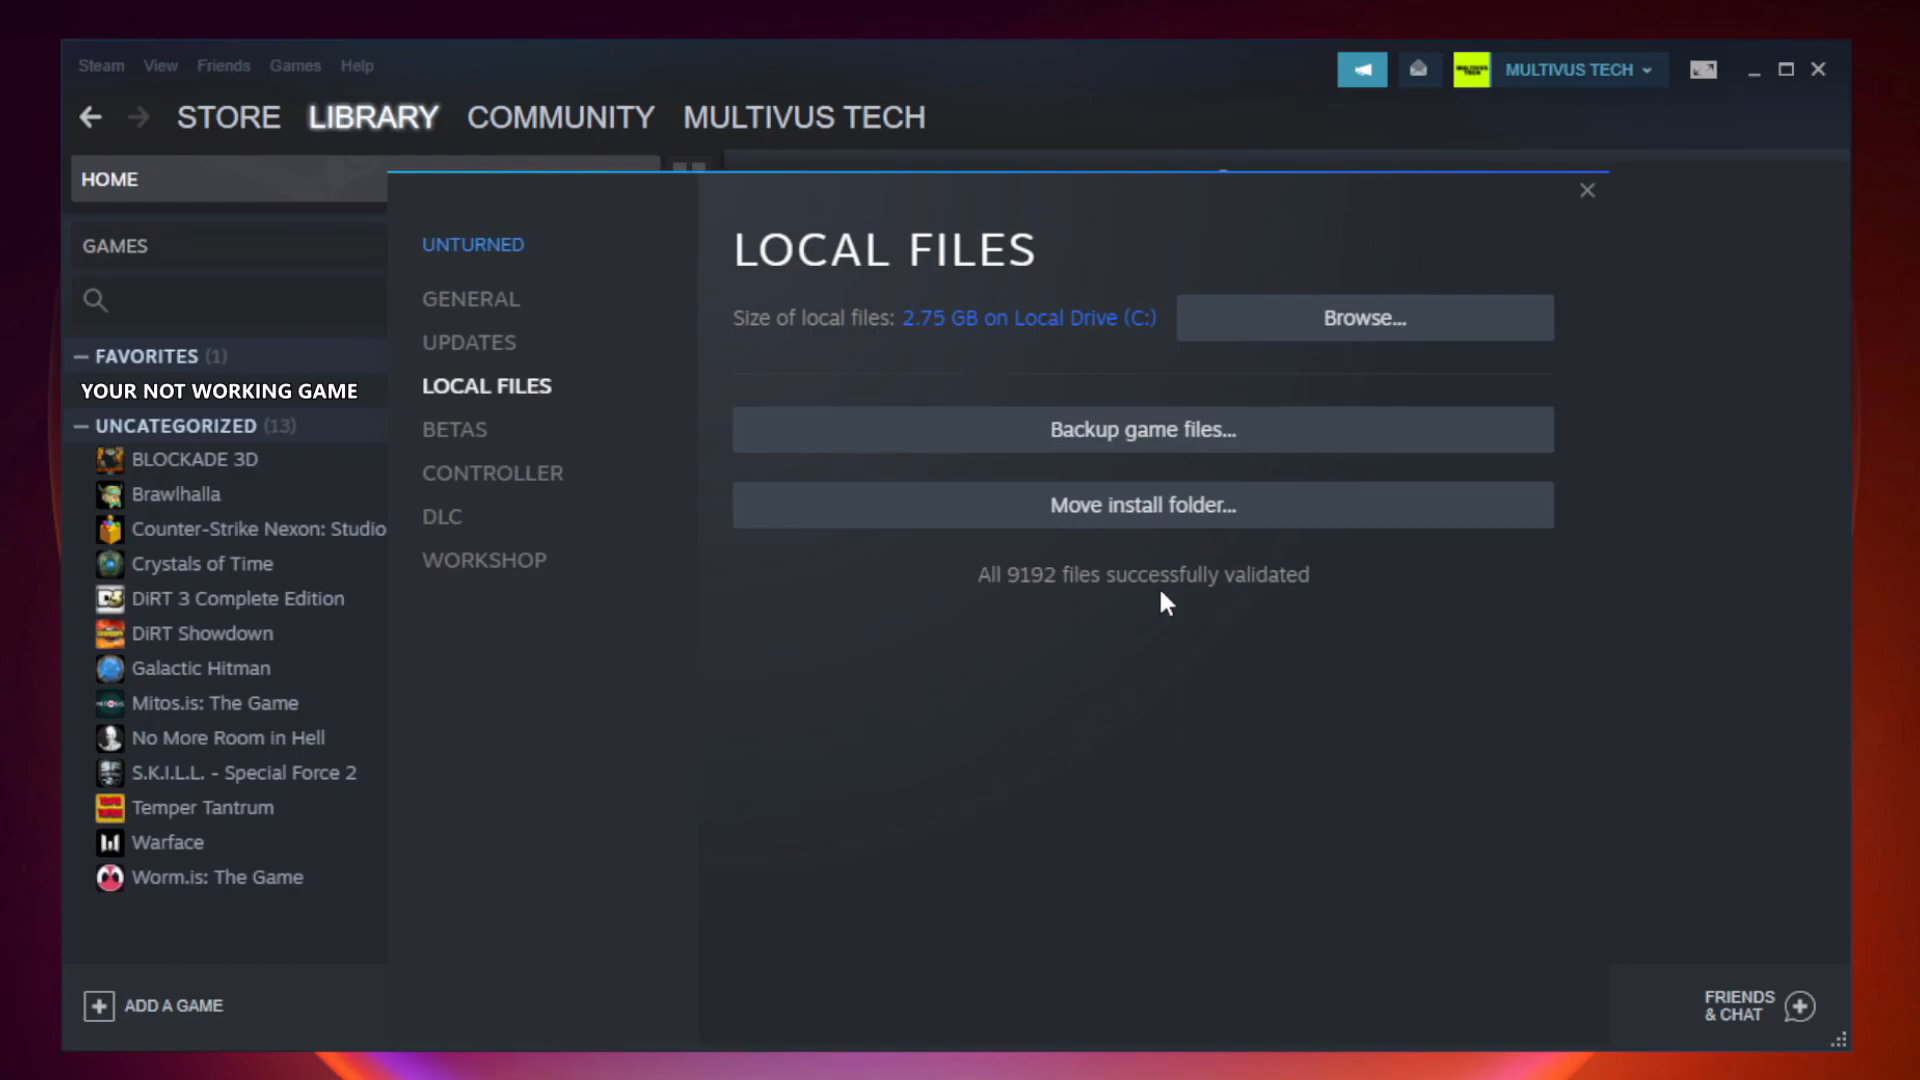 Steam View Friends Games Help
MULTIVUS TECH
STORE LIBRARY COMMUNITY MULTIVUS TECH
HOME
GAMES
— FAVORITES (1)
YOUR NOT WORKING GAME
— UNCATEGORIZED (13)
BLOCKADE 3D
Brawlhalla
Counter-Strike Nexon: Studio
Crystals of Time
DiRT 3 Complete Edition
DiRT Showdown
Galactic Hitman
Mitos.is: The Game
No More Room in Hell
S.K.I.L.L. - Special Force 2
Temper Tantrum
Warface
Worm.is: The Game
ADD A GAME
UNTURNED
GENERAL
UPDATES
LOCAL FILES
BETAS
CONTROLLER
DLC
WORKSHOP
LOCAL FILES
Size of local files: 2.75 GB on Local Drive (C:) Browse...
Backup game files...
Move install folder...
All 9192 files successfully validated
FRIENDS
& CHAT